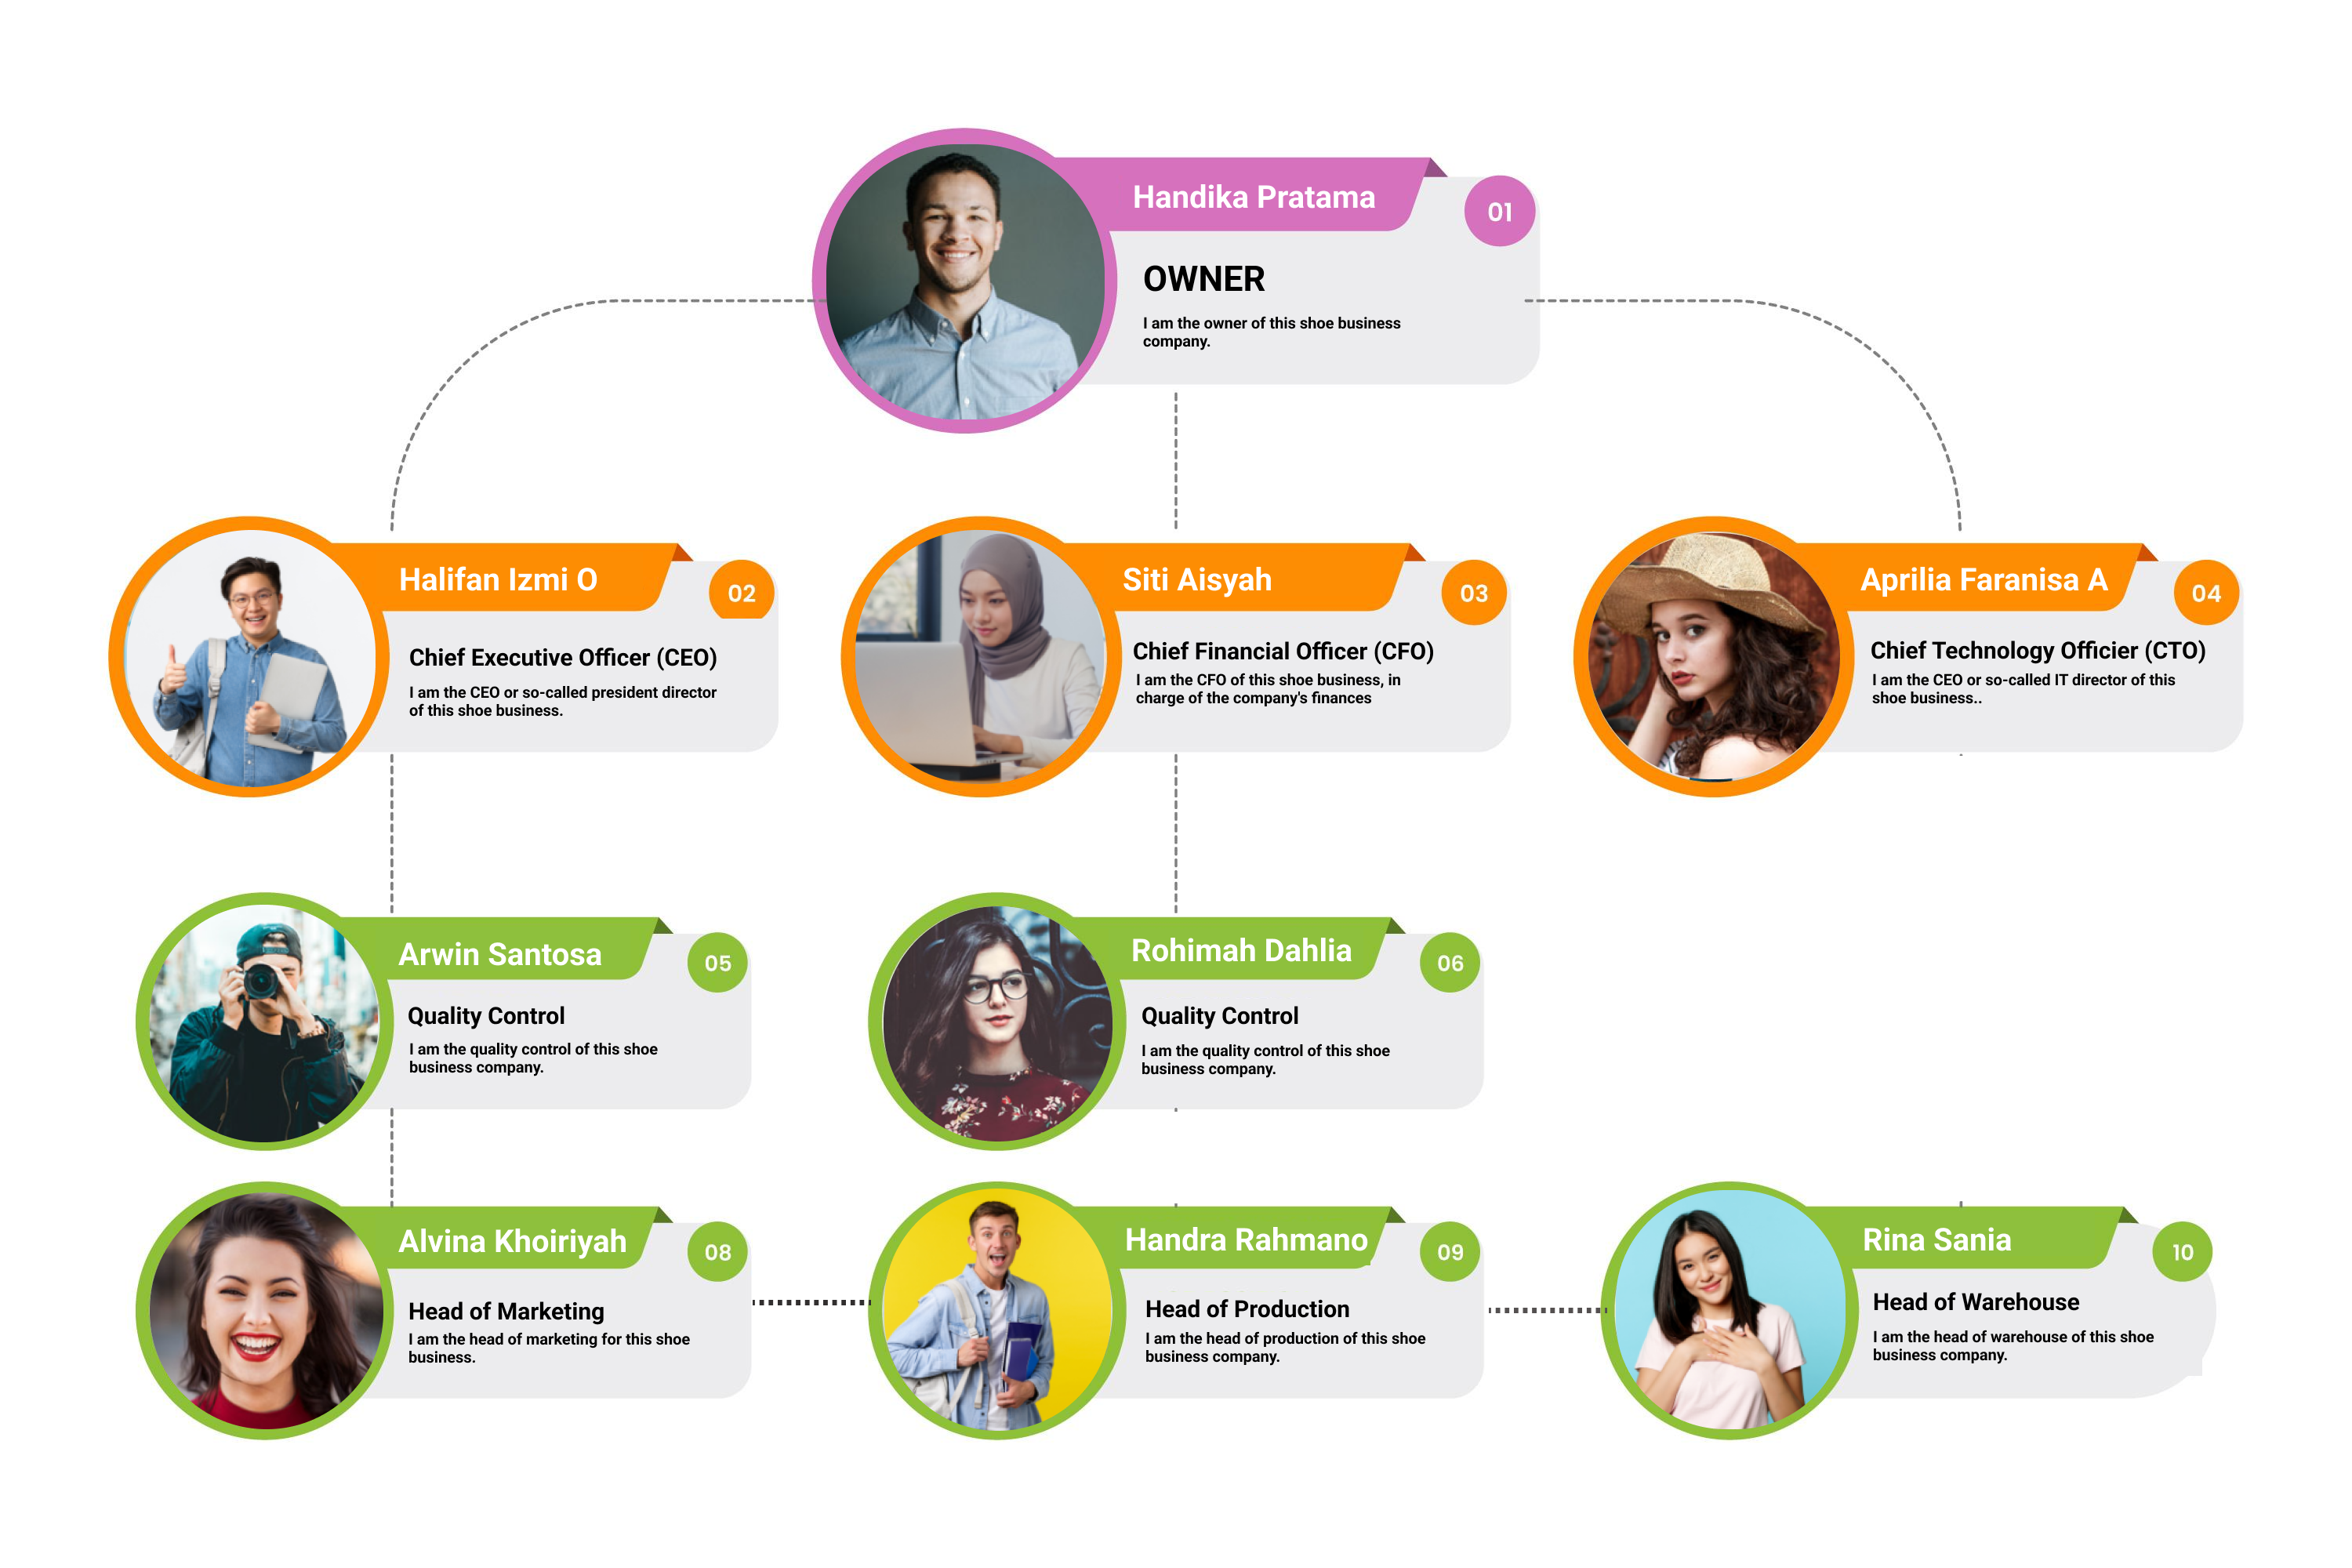 Handika Pratama
01
OWNER
I am the owner of this shoe business
company.
Halifan Izmi O
02
Chief Executive Officer (CEO)
I am the CEO or so-called president director
of this shoe business.
Siti Aisyah
03
Chief Financial Officer (CFO)
I am the CFO of this shoe business, in
charge of the company's finances
Aprilia Faranisa A
04
Chief Technology Officier (CTO)
I am the CEO or so-called IT director of this
shoe business..
Arwin Santosa
05
Quality Control
I am the quality control of this shoe
business company.
Rohimah Dahlia
06
Quality Control
I am the quality control of this shoe
business company.
Alvina Khoiriyah
08
Head of Marketing
I am the head of marketing for this shoe
business.
Handra Rahmano
09
Head of Production
I am the head of production of this shoe
business company.
Rina Sania
10
Head of Warehouse
I am the head of warehouse of this shoe
business company.